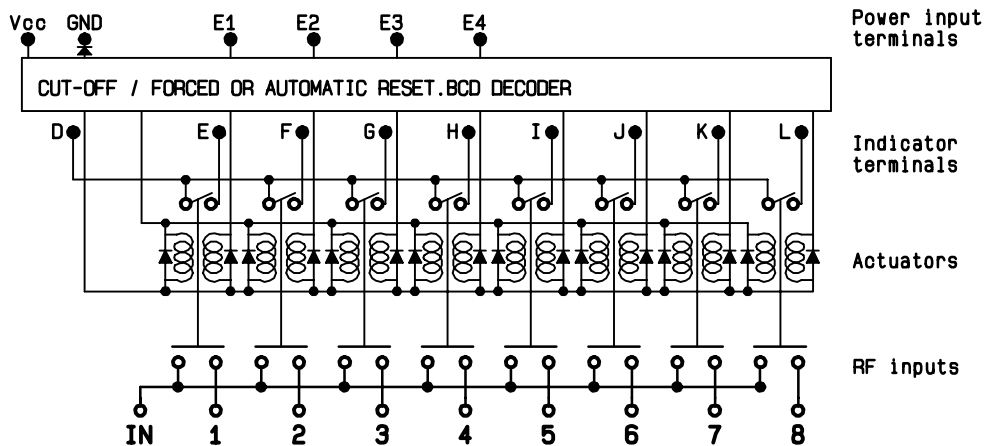 Vcc GND E1 E2 E3 E4
Power input
terminals
CUT-OFF / FORCED OR AUTOMATIC RESET.BCD DECODER
D E F G H I J K L
Indicator
terminals
Actuators
RF inputs
IN 1 2 3 4 5 6 7 8